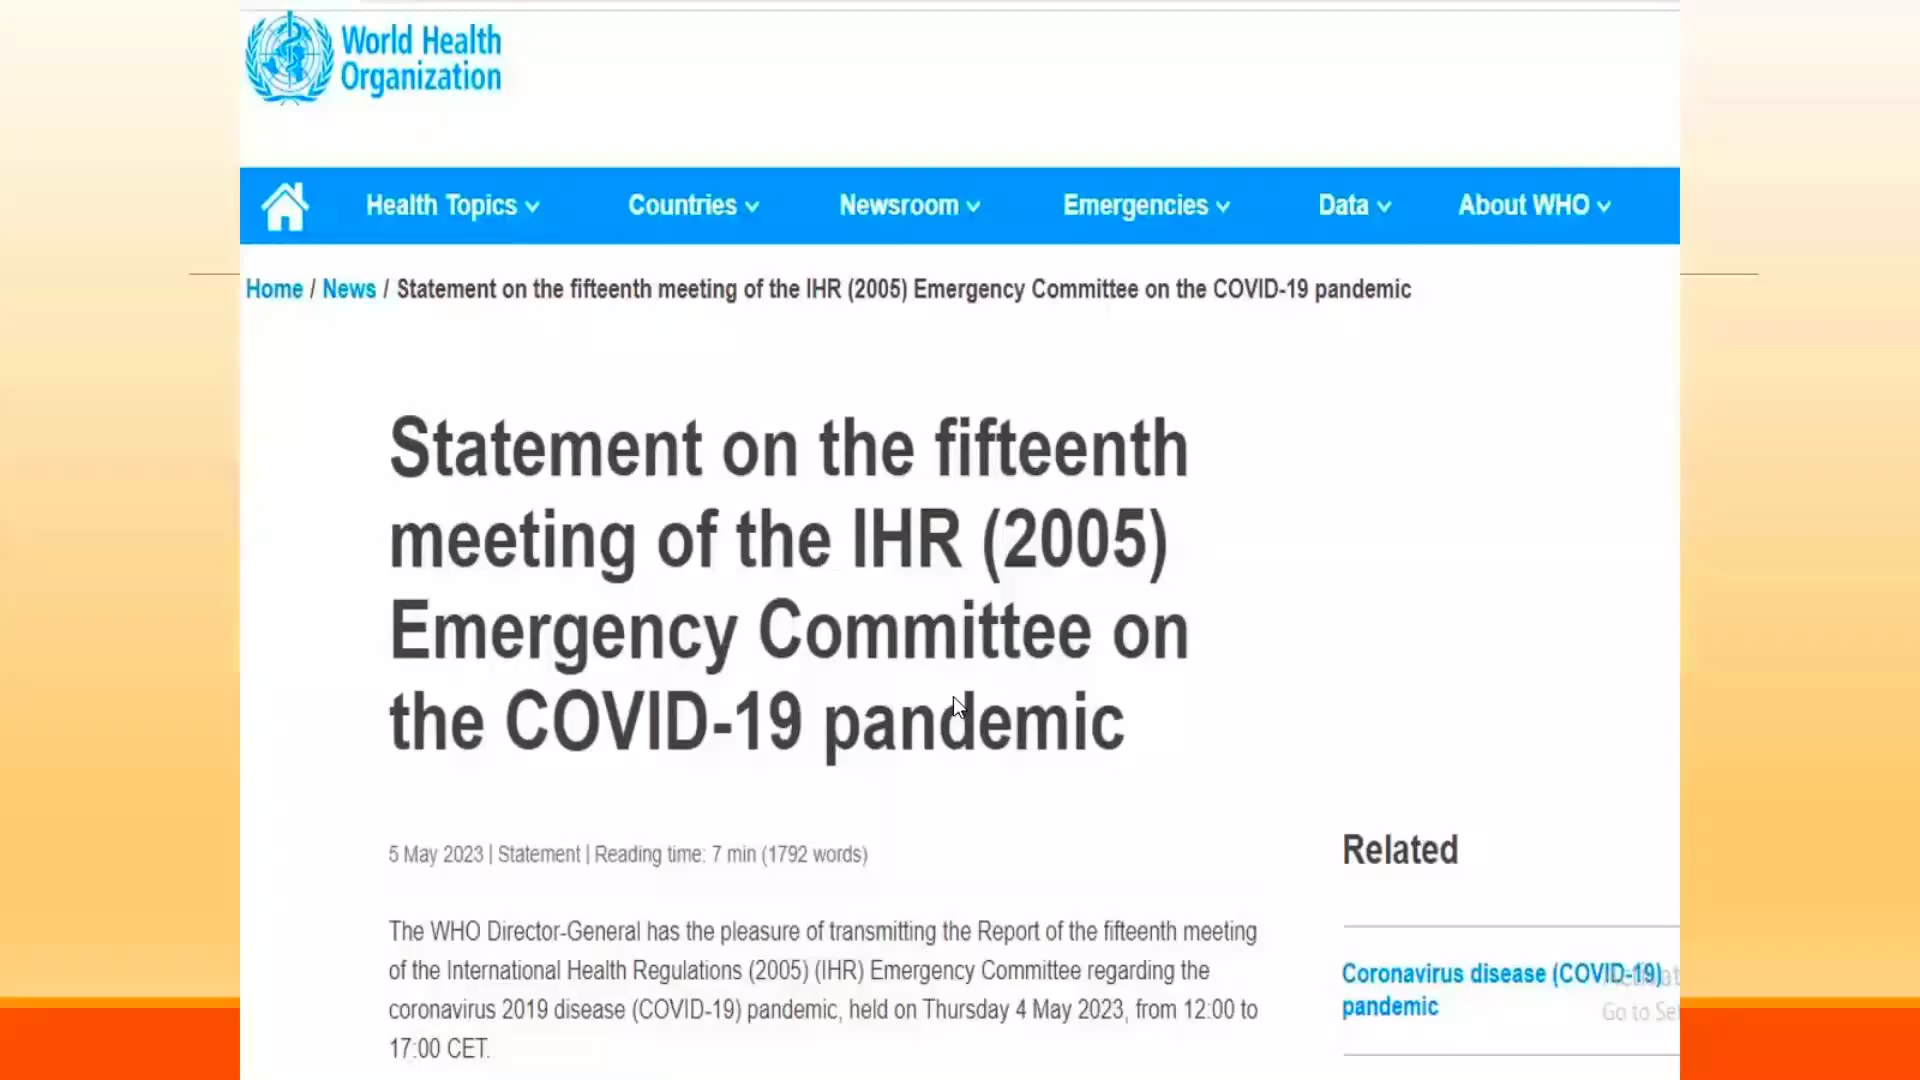 World Health
Organization
Health Topics
Countries
Newsroom
Emergencies
Data
About WHO
Home / News / Statement on the fifteenth meeting of the IHR (2005) Emergency Committee on the COVID-19 pandemic
Statement on the fifteenth
meeting of the IHR (2005)
Emergency Committee on
the COVID-19 pandemic
5 May 2023 | Statement | Reading time: 7 min (1792 words)
The WHO Director-General has the pleasure of transmitting the Report of the fifteenth meeting
of the International Health Regulations (2005) (IHR) Emergency Committee regarding the
coronavirus 2019 disease (COVID-19) pandemic, held on Thursday 4 May 2023, from 12:00 to
17:00 CET.
Related
Coronavirus disease (COVID-19)
pandemic
Go to